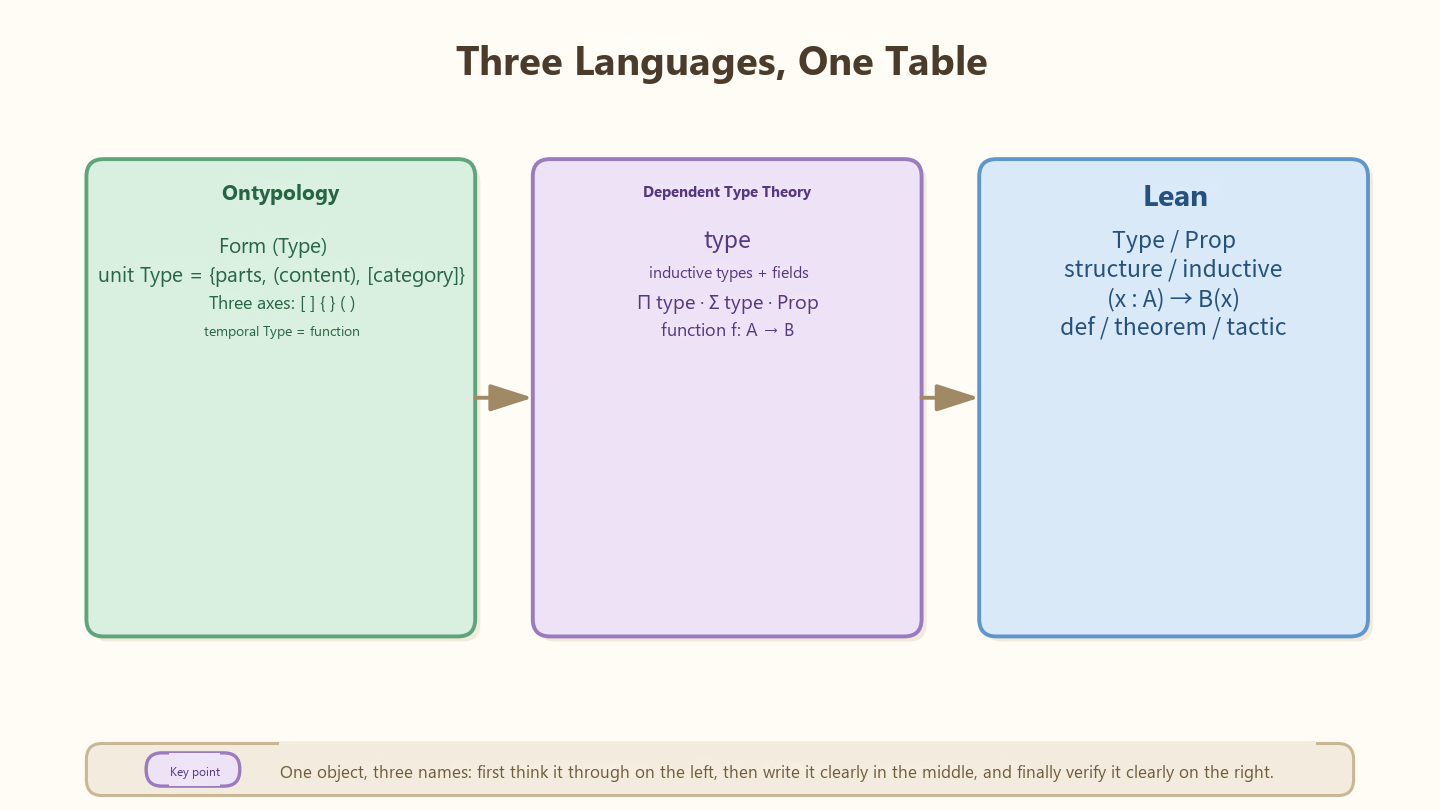 Three Languages, One Table
Ontypology
Form (Type)
unit Type = {parts, (content), [category]}
Three axes: [ ] { } ( )
temporal Type = function
Dependent Type Theory
type
inductive types + fields
Π type · Σ type · Prop
function f: A → B
Lean
Type / Prop
structure / inductive
(x : A) → B(x)
def / theorem / tactic
Key point
One object, three names: first think it through on the left, then write it clearly in the middle, and finally verify it clearly on the right.